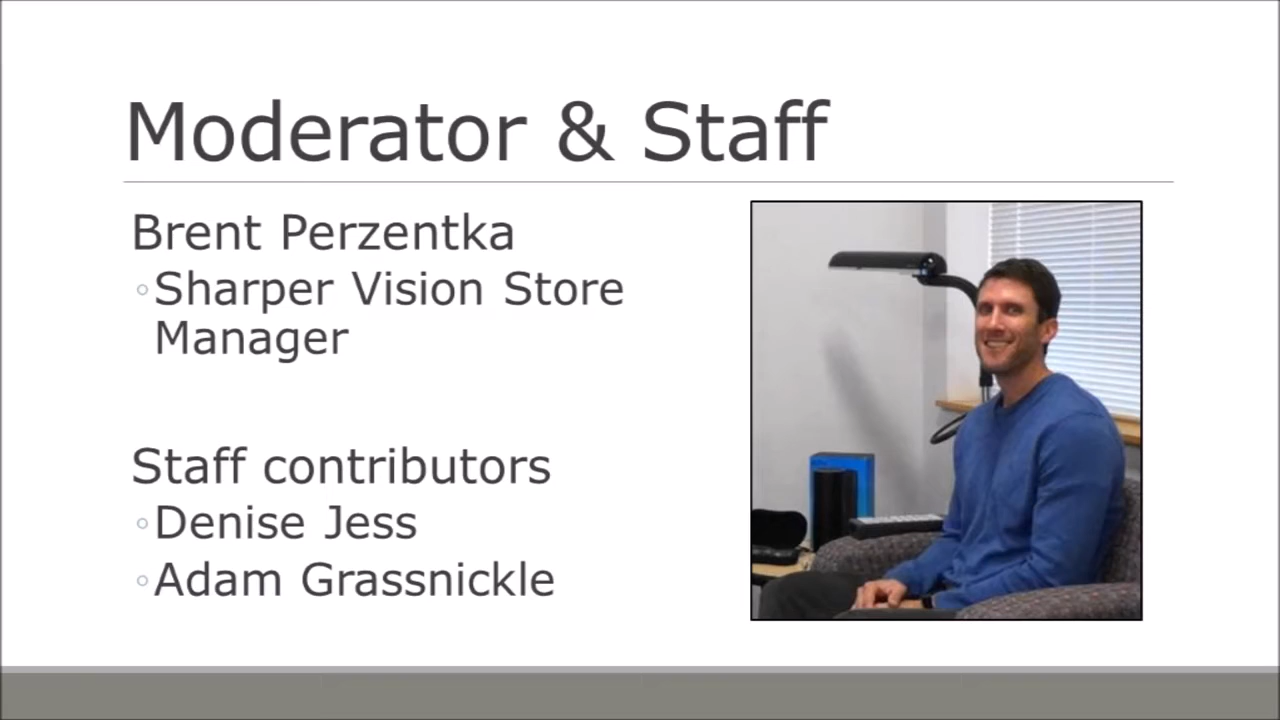 Moderator & Staff
Brent Perzentka
◦Sharper Vision Store
Manager
Staff contributors
◦Denise Jess
◦Adam Grassnickle